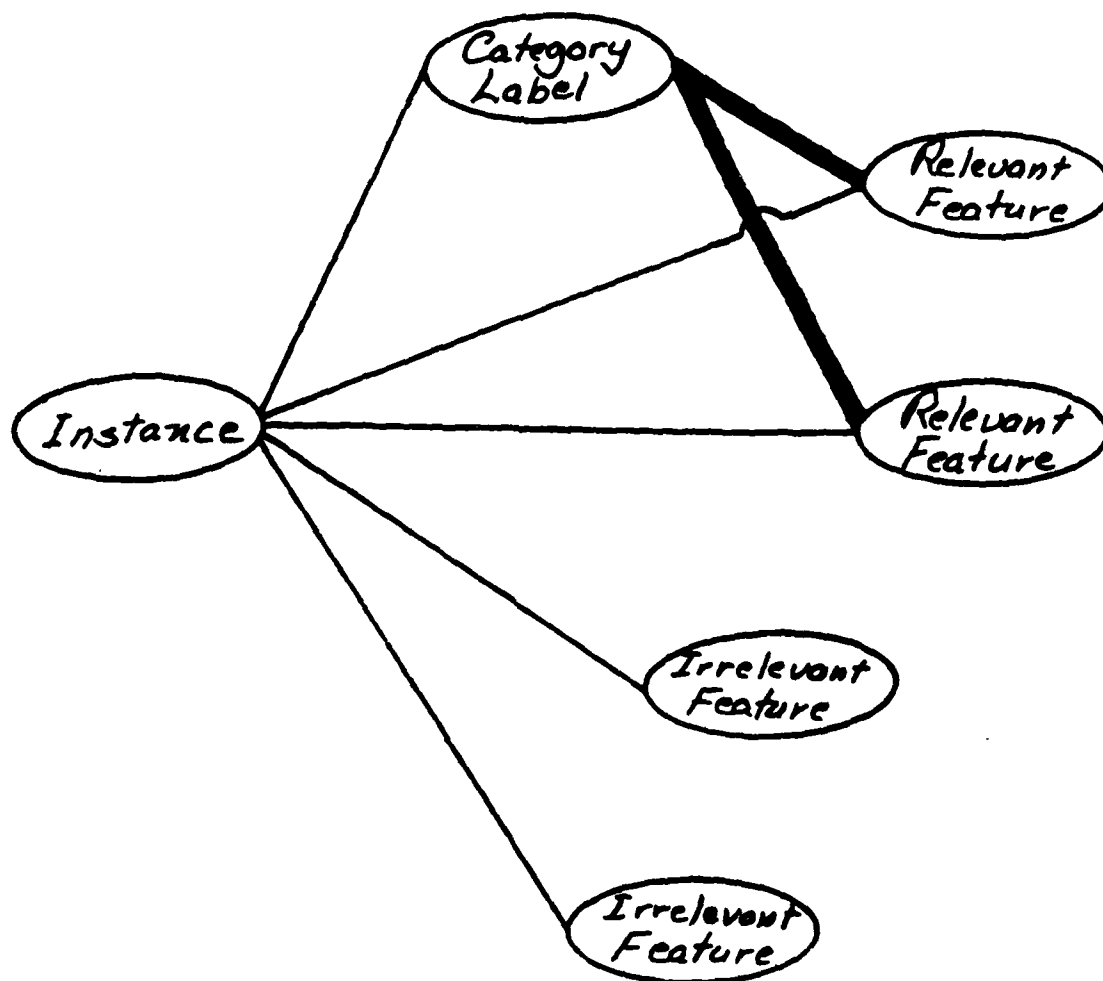 Category
Label
Relevant
Feature
Instance
Relevant
Feature
Irrelevant
Feature
Irrelevant
Feature